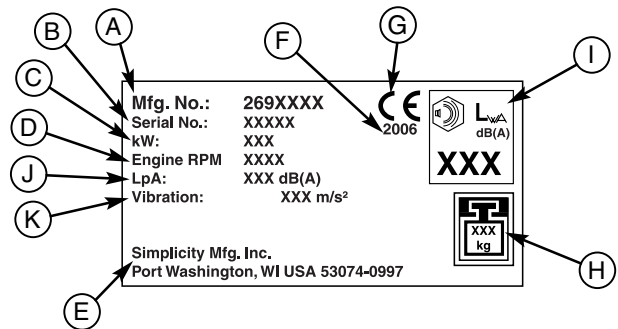 A
B
C
D
J
K
E
F
G
I
H
Mfg. No.: 269XXXX
Serial No.: XXXXX
kW: XXX
Engine RPM XXXX
LpA: XXX dB(A)
Vibration: XXX m/s²
Simplicity Mfg. Inc.
Port Washington, WI USA 53074-0997
CE
2006
LWA
dB(A)
XXX
XXX
kg